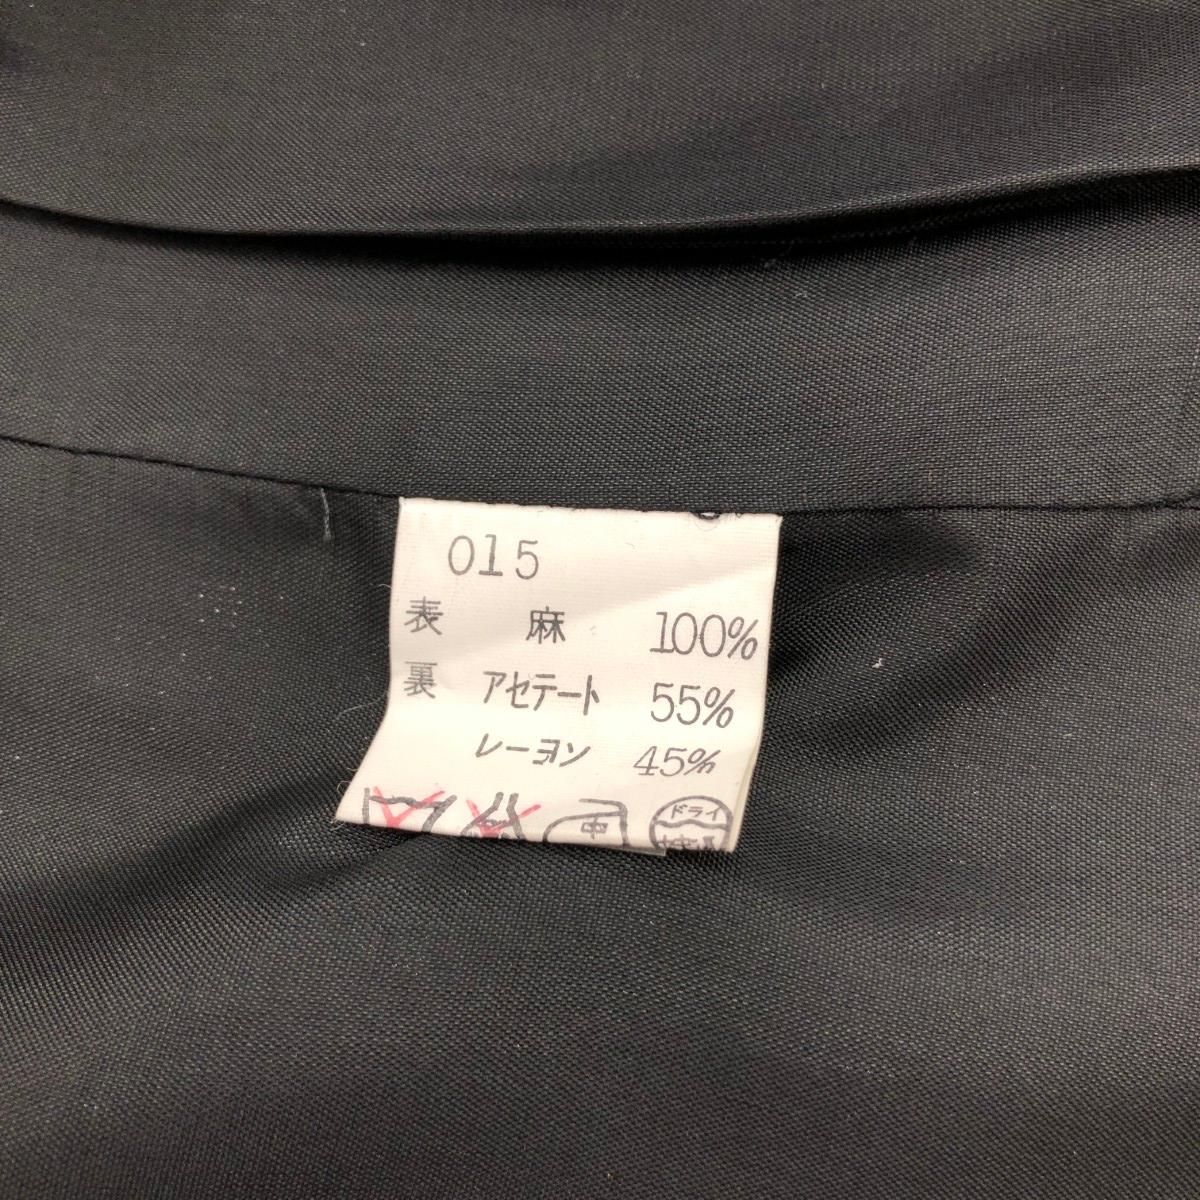 015
表 麻 100%
裏 アセテート 55%
レーヨン 45%
中 ドライ